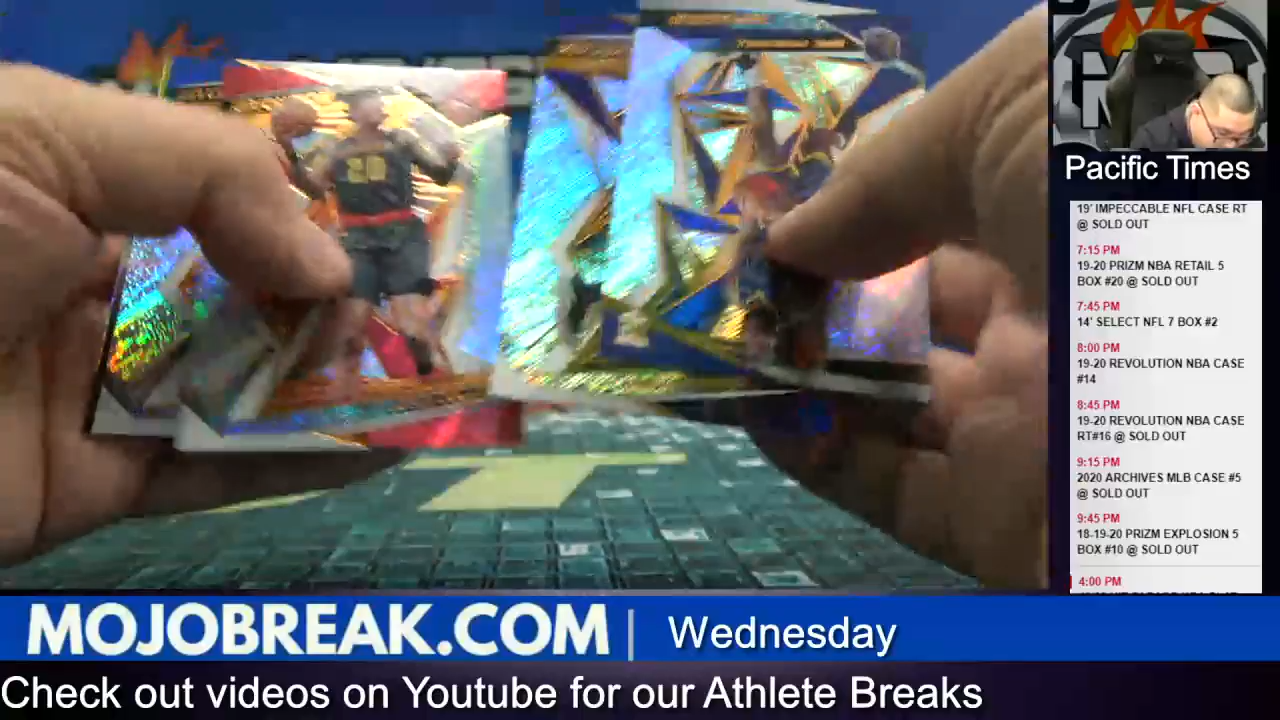 20
Pacific Times
19' IMPECCABLE NFL CASE RT
@ SOLD OUT
7:15 PM
19-20 PRIZM NBA RETAIL 5
BOX #20 @ SOLD OUT
7:45 PM
14' SELECT NFL 7 BOX #2
8:00 PM
19-20 REVOLUTION NBA CASE
#14
8:45 PM
19-20 REVOLUTION NBA CASE
RT#16 @ SOLD OUT
9:15 PM
2020 ARCHIVES MLB CASE #5
@ SOLD OUT
9:45 PM
18-19-20 PRIZM EXPLOSION 5
BOX #10 @ SOLD OUT
4:00 PM
MOJOBREAK.COM | Wednesday
Check out videos on Youtube for our Athlete Breaks